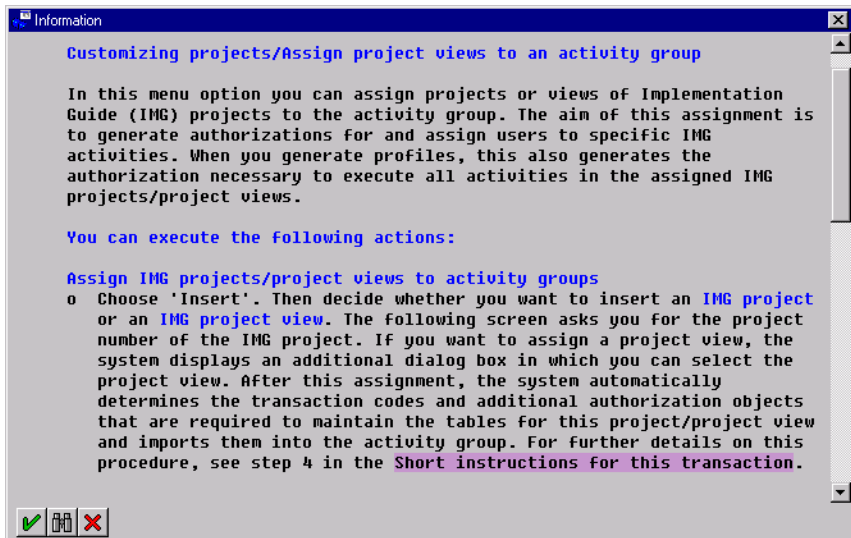 Information
Customizing projects/Assign project views to an activity group
In this menu option you can assign projects or views of Implementation
Guide (IMG) projects to the activity group. The aim of this assignment is
to generate authorizations for and assign users to specific IMG
activities. When you generate profiles, this also generates the
authorization necessary to execute all activities in the assigned IMG
projects/project views.
You can execute the following actions:
Assign IMG projects/project views to activity groups
o Choose 'Insert'. Then decide whether you want to insert an IMG project
or an IMG project view. The following screen asks you for the project
number of the IMG project. If you want to assign a project view, the
system displays an additional dialog box in which you can select the
project view. After this assignment, the system automatically
determines the transaction codes and additional authorization objects
that are required to maintain the tables for this project/project view
and imports them into the activity group. For further details on this
procedure, see step 4 in the Short instructions for this transaction.